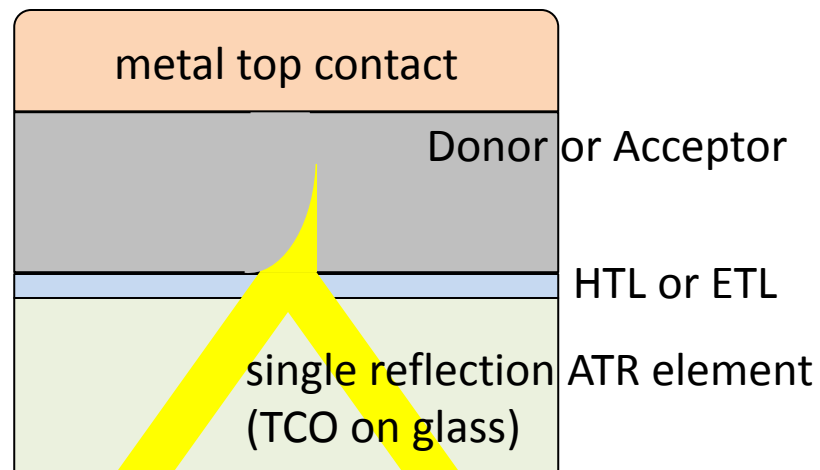 metal top contact
Donor or Acceptor
HTL or ETL
single reflection ATR element
(TCO on glass)